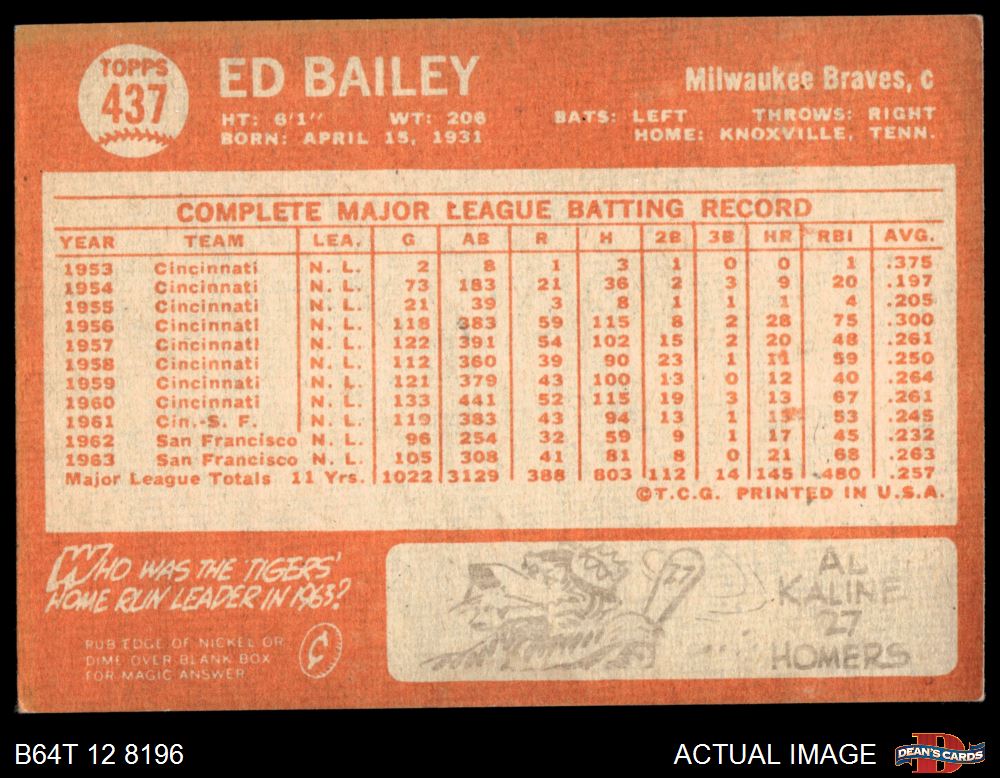 TOPPS
437
ED BAILEY
Milwaukee Braves, c
HT: 6'1" WT: 206 BATS: LEFT THROWS: RIGHT
BORN: APRIL 15, 1931 HOME: KNOXVILLE, TENN.
COMPLETE MAJOR LEAGUE BATTING RECORD
YEAR TEAM LEA. G AB R H 2B 3B HR RBI AVG.
1953 Cincinnati N. L. 2 8 1 3 1 0 0 1 .375
1954 Cincinnati N. L. 73 183 21 36 2 3 9 20 .197
1955 Cincinnati N. L. 21 39 3 8 1 1 1 4 .205
1956 Cincinnati N. L. 118 383 59 115 8 2 28 75 .300
1957 Cincinnati N. L. 122 391 54 102 15 2 20 48 .261
1958 Cincinnati N. L. 112 360 39 90 23 1 11 59 .250
1959 Cincinnati N. L. 121 379 43 100 13 0 12 40 .264
1960 Cincinnati N. L. 133 441 52 115 19 3 13 67 .261
1961 Cin.-S. F. N. L. 119 383 43 94 13 1 53 .245
1962 San Francisco N. L. 96 254 32 59 9 1 17 45 .232
1963 San Francisco N. L. 105 308 41 81 8 0 21 68 .263
Major League Totals 11 Yrs. 1022 3129 388 803 112 14 145 480 .257
©T.C.G. PRINTED IN U.S.A.
WHO WAS THE TIGERS'
HOME RUN LEADER IN 1963?
RUB EDGE OF NICKEL OR
DIME OVER BLANK BOX
FOR MAGIC ANSWER
27
AL
KALINE
27
HOMERS
B64T 12 8196
ACTUAL IMAGE
DEAN'S CARDS